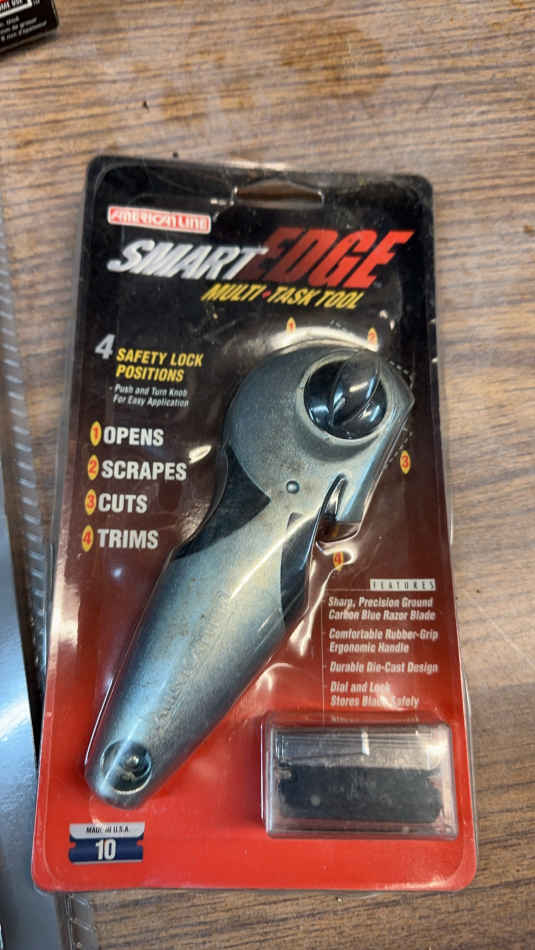 AMERICAN LINE
SMART EDGE
MULTI-TASK TOOL
1
2
4 SAFETY LOCK
POSITIONS
- Push and Turn Knob
For Easy Application
1 OPENS
2 SCRAPES
3 CUTS
4 TRIMS
3
4
FEATURES
Sharp, Precision Ground
Carbon Blue Razor Blade
Comfortable Rubber-Grip
Ergonomic Handle
Durable Die-Cast Design
Dial and Lock
Stores Blade Safely
MADE IN U.S.A.
10